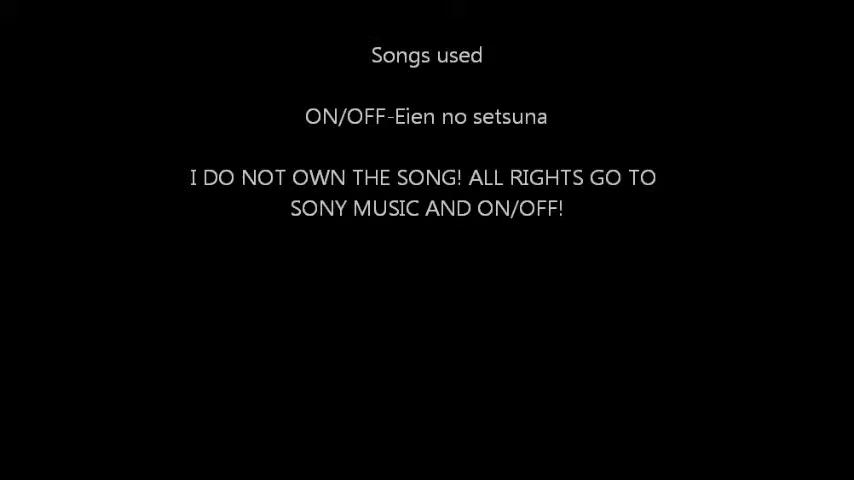 Songs used
ON/OFF-Eien no setsuna
I DO NOT OWN THE SONG! ALL RIGHTS GO TO
SONY MUSIC AND ON/OFF!